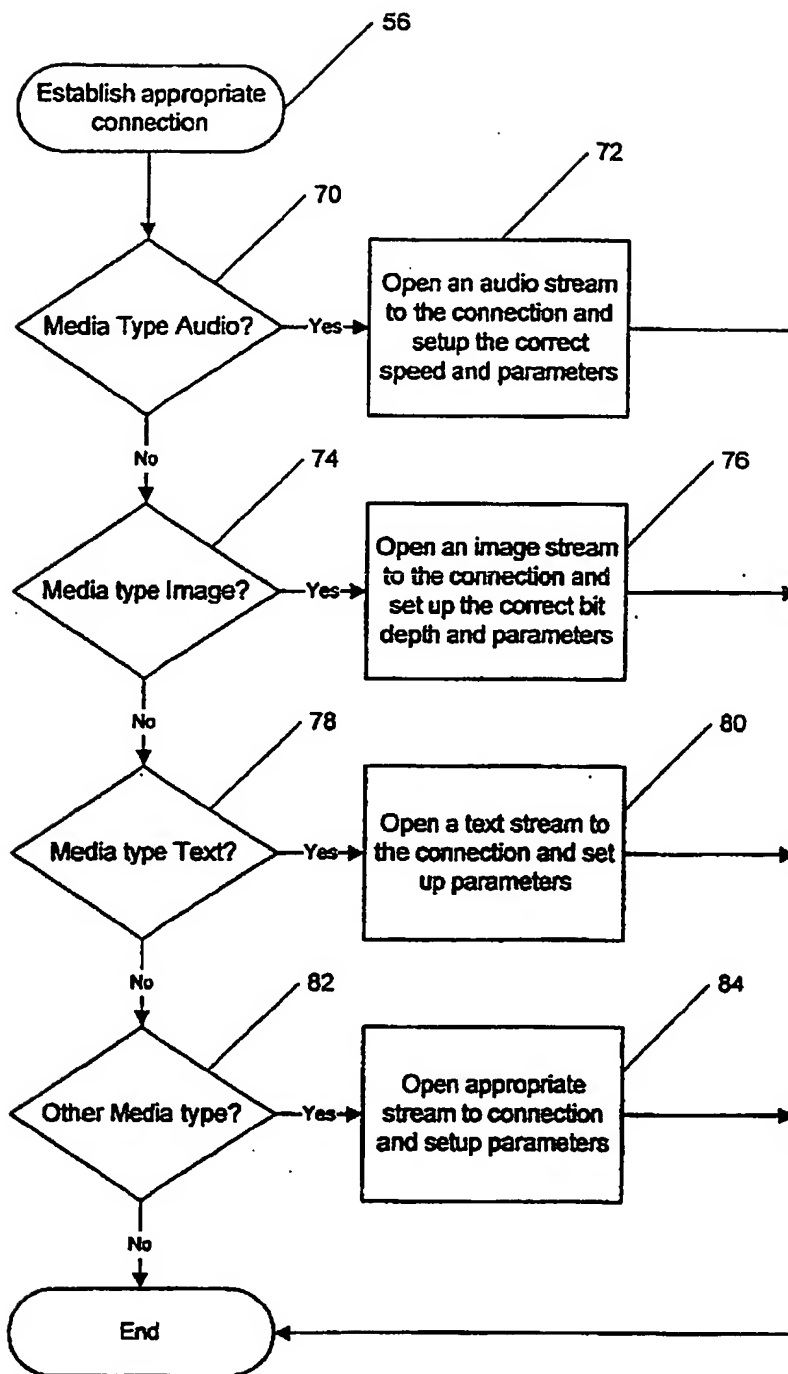 56
Establish appropriate
connection
70
72
Media Type Audio?
Yes
Open an audio stream
to the connection and
setup the correct
speed and parameters
No
74
76
Media type Image?
Yes
Open an image stream
to the connection and
set up the correct bit
depth and parameters
No
78
80
Media type Text?
Yes
Open a text stream to
the connection and set
up parameters
No
82
84
Other Media type?
Yes
Open appropriate
stream to connection
and setup parameters
No
End